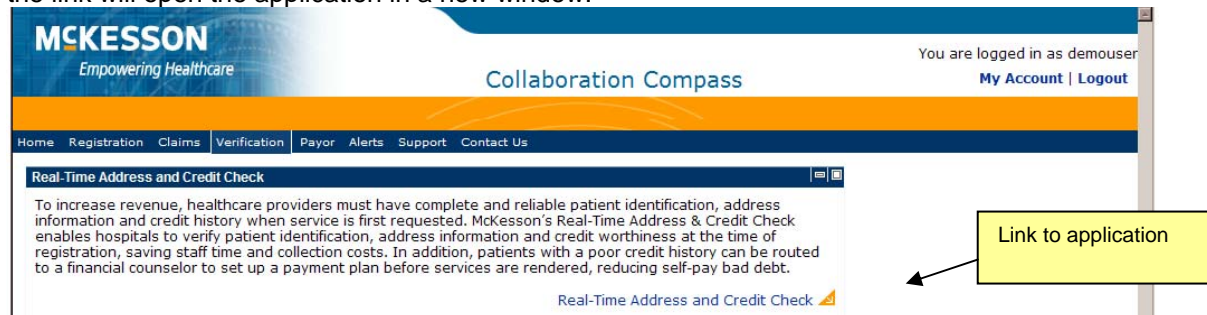 the link will open the application in a new window.
MCKESSON
Empowering Healthcare
Collaboration Compass
You are logged in as demouser
My Account | Logout
Home Registration Claims Verification Payor Alerts Support Contact Us
Real-Time Address and Credit Check
To increase revenue, healthcare providers must have complete and reliable patient identification, address
information and credit history when service is first requested. McKesson's Real-Time Address & Credit Check
enables hospitals to verify patient identification, address information and credit worthiness at the time of
registration, saving staff time and collection costs. In addition, patients with a poor credit history can be routed
to a financial counselor to set up a payment plan before services are rendered, reducing self-pay bad debt.
Real-Time Address and Credit Check
Link to application